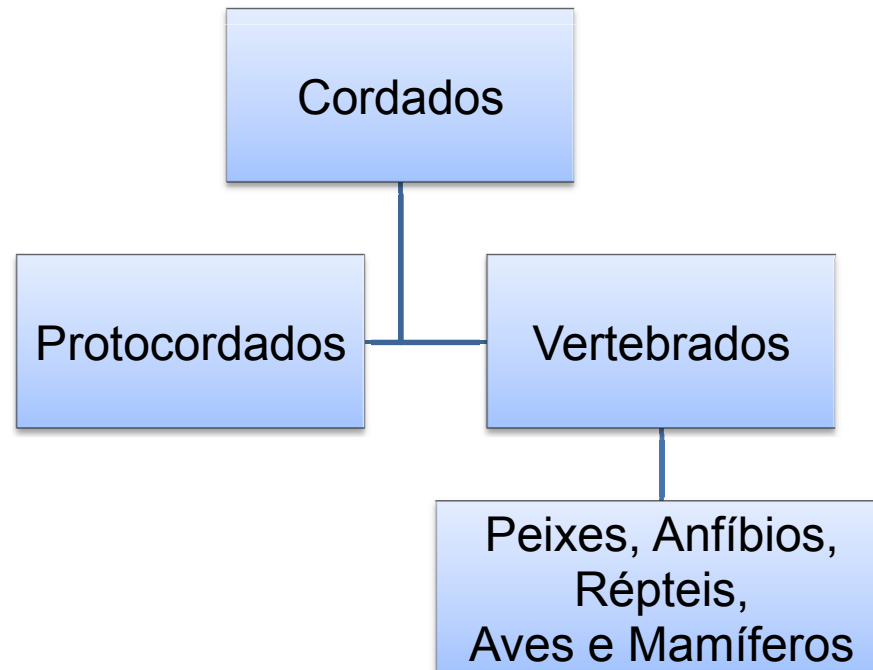 Cordados
Protocordados
Vertebrados
Peixes, Anfíbios,
Répteis,
Aves e Mamíferos